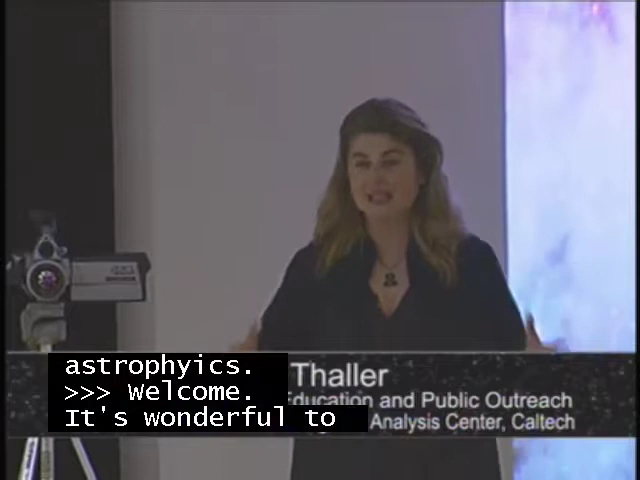 Thaller
Education and Public Outreach
Analysis Center, Caltech
astrophyics.
>>> Welcome.
It's wonderful to